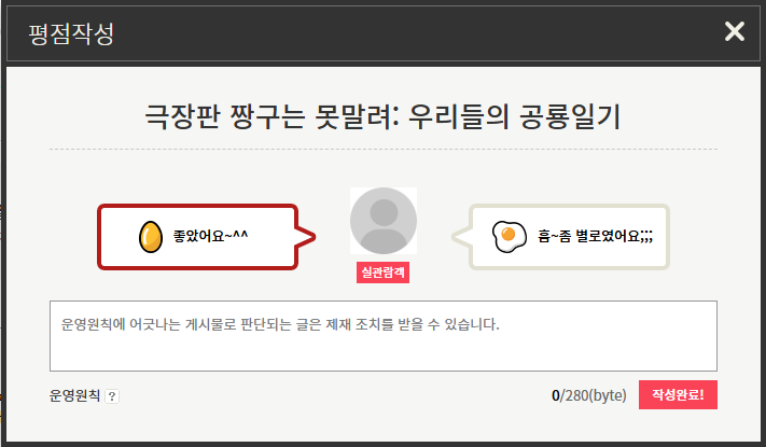 평점작성
극장판 짱구는 못말려: 우리들의 공룡일기
좋았어요~^^
흠~좀 별로였어요;;;
실관람객
운영원칙에 어긋나는 게시물로 판단되는 글은 제재 조치를 받을 수 있습니다.
운영원칙 ?
0/280(byte)
작성완료!